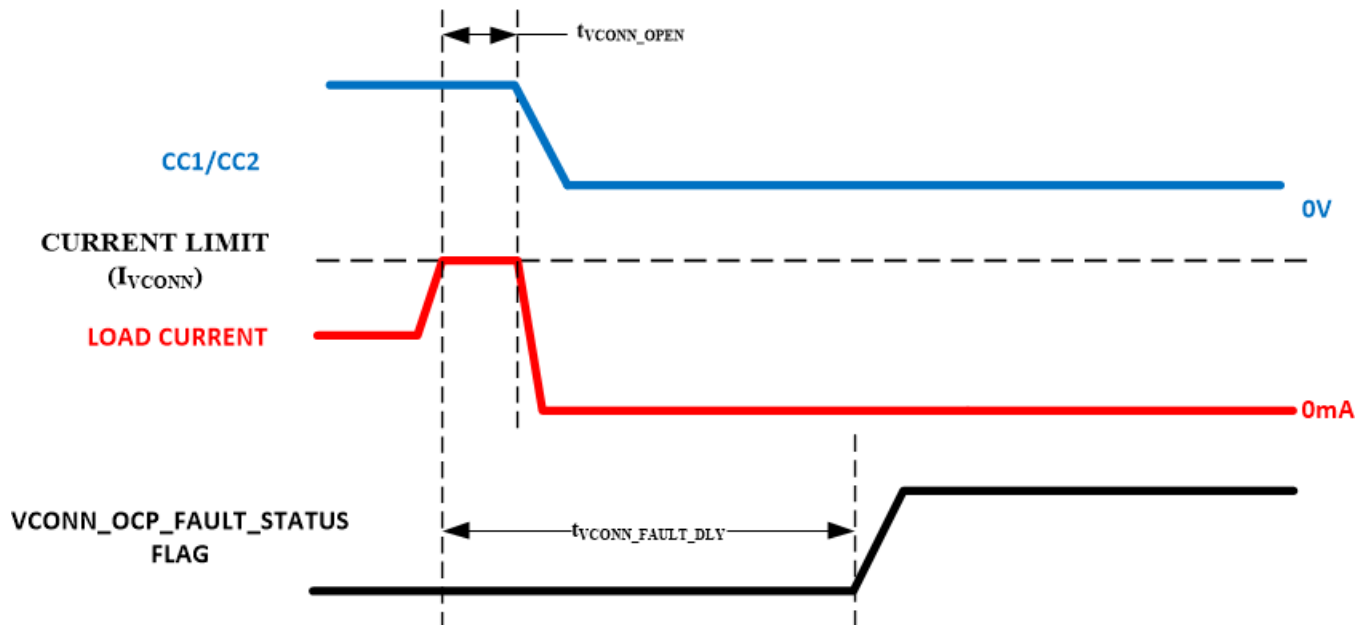 tVCONN_OPEN
CC1/CC2
0V
CURRENT LIMIT
(IVCONN)
LOAD CURRENT
0mA
VCONN_OCP_FAULT_STATUS
FLAG
tVCONN_FAULT_DLY